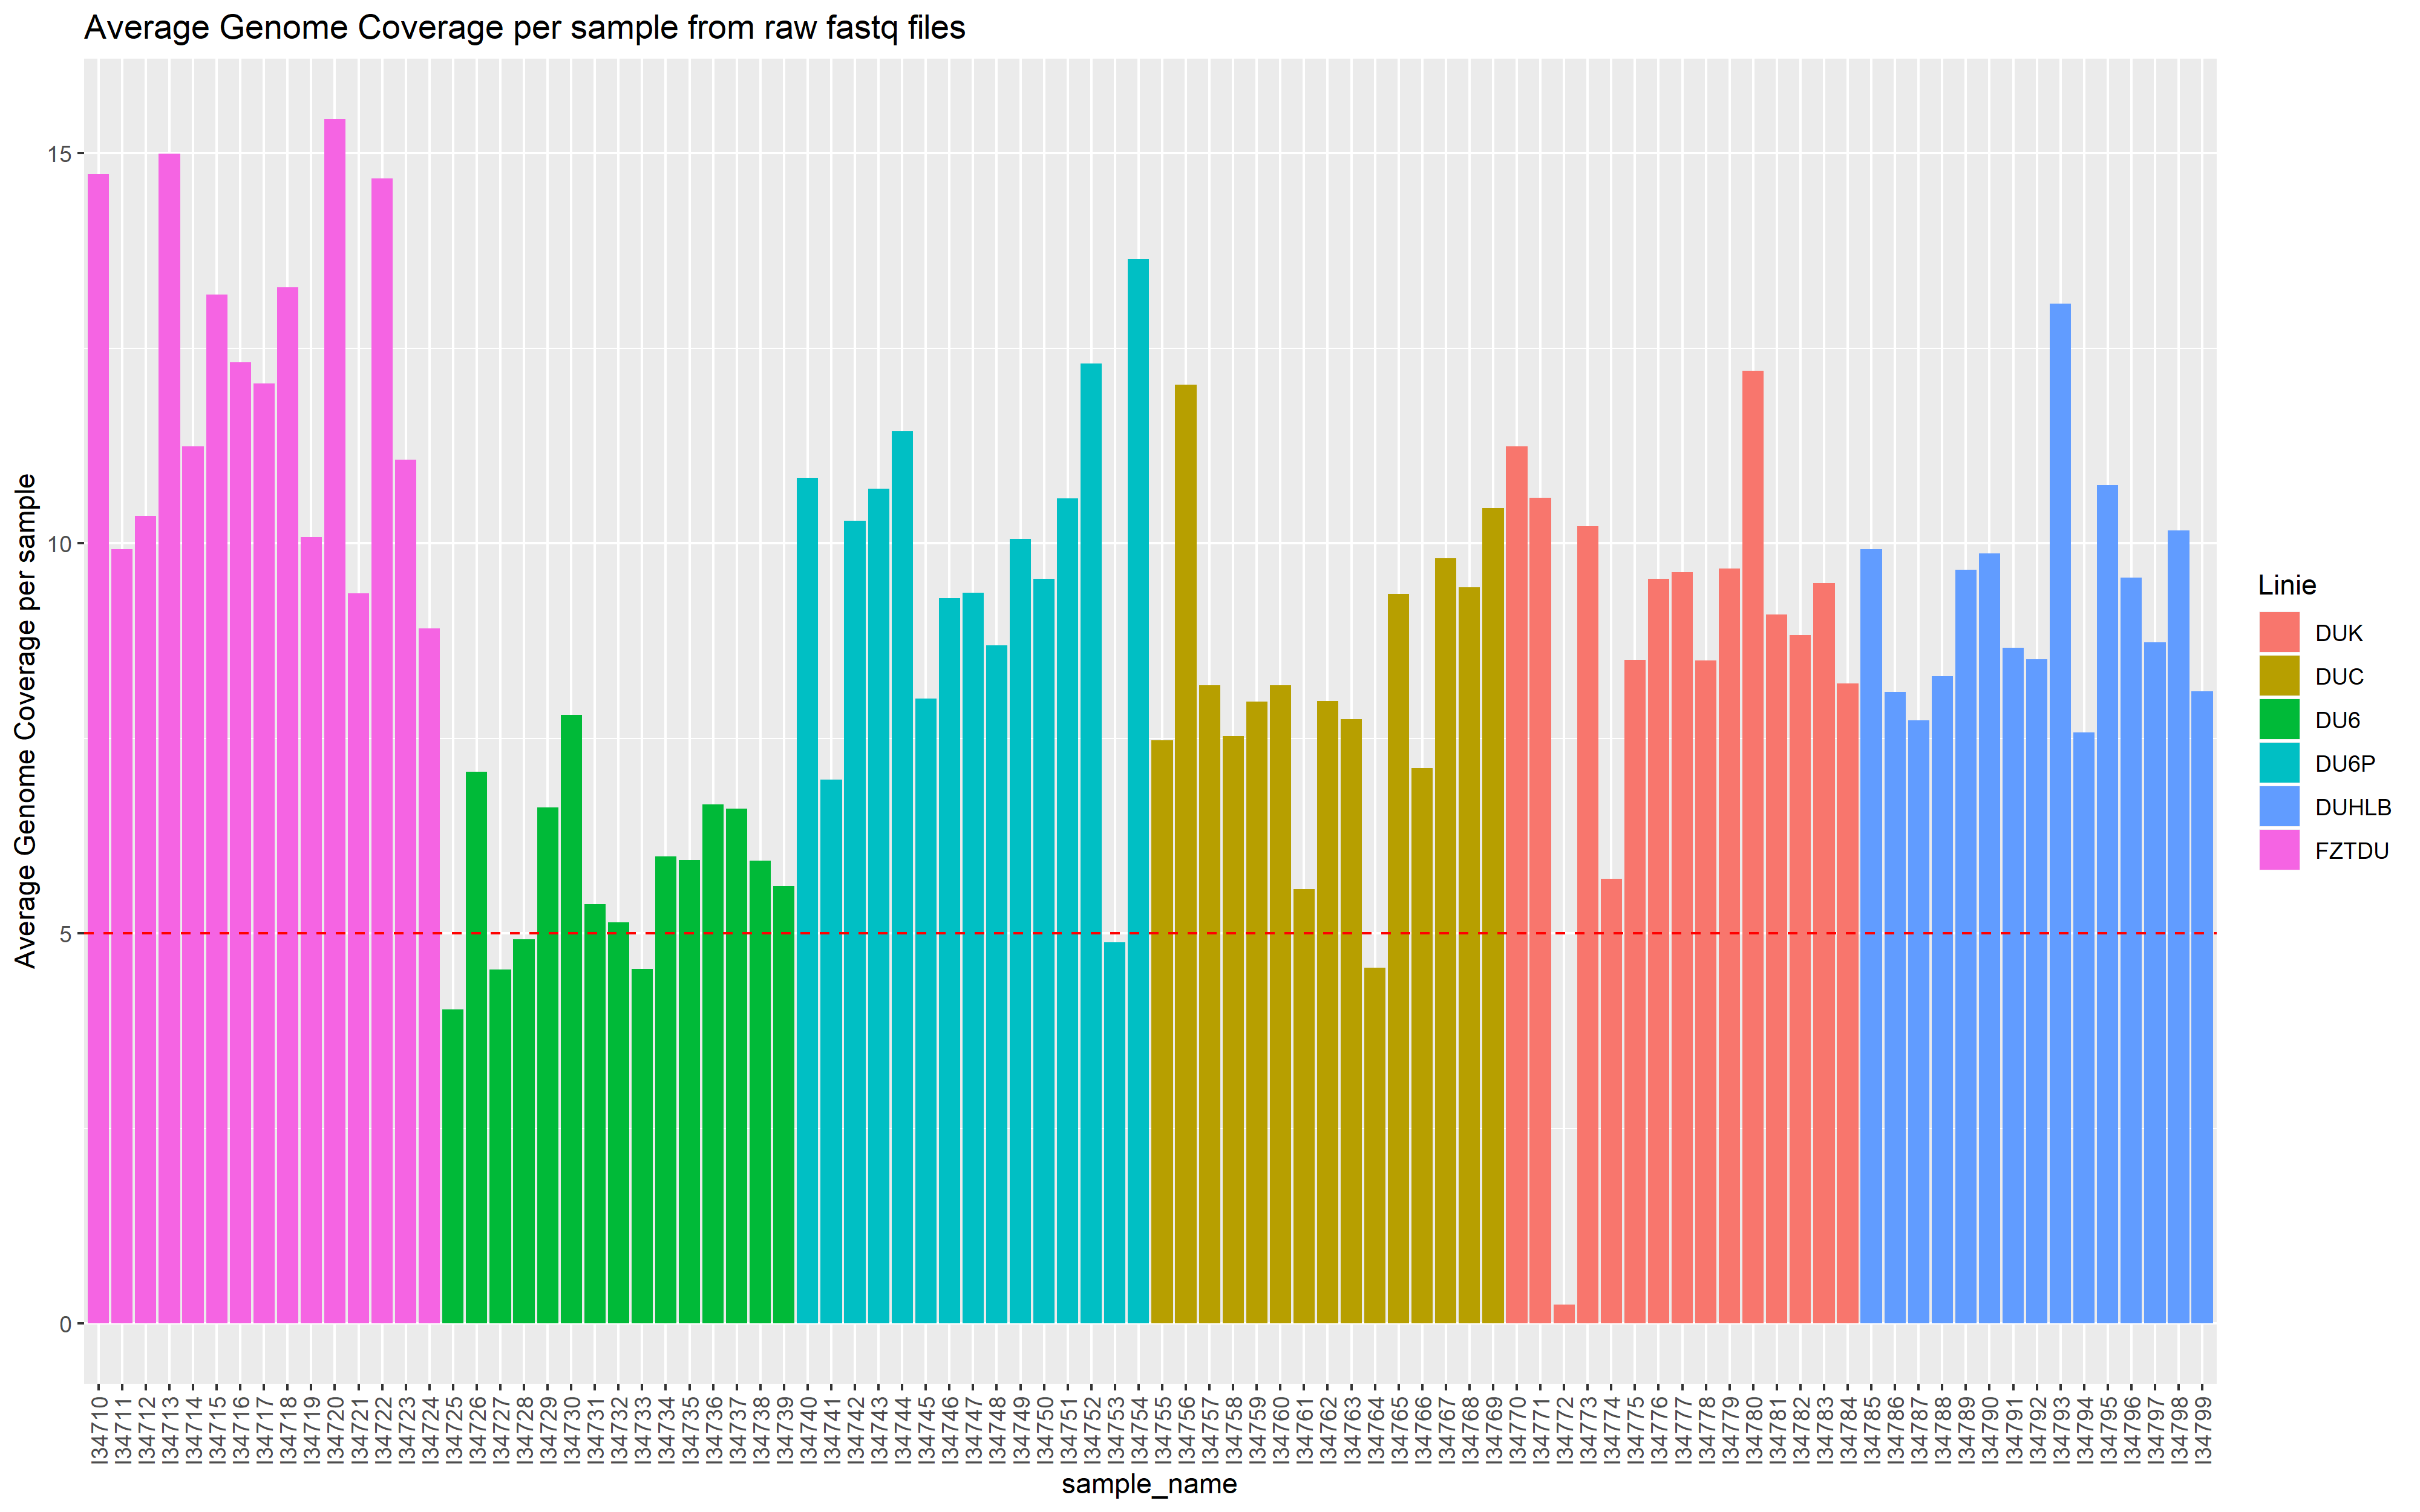 Average Genome Coverage per sample from raw fastq files
Average Genome Coverage per sample
15
10
5
0
I34710
I34711
I34712
I34713
I34714
I34715
I34716
I34717
I34718
I34719
I34720
I34721
I34722
I34723
I34724
I34725
I34726
I34727
I34728
I34729
I34730
I34731
I34732
I34733
I34734
I34735
I34736
I34737
I34738
I34739
I34740
I34741
I34742
I34743
I34744
I34745
I34746
I34747
I34748
I34749
I34750
I34751
I34752
I34753
I34754
I34755
I34756
I34757
I34758
I34759
I34760
I34761
I34762
I34763
I34764
I34765
I34766
I34767
I34768
I34769
I34770
I34771
I34772
I34773
I34774
I34775
I34776
I34777
I34778
I34779
I34780
I34781
I34782
I34783
I34784
I34785
I34786
I34787
I34788
I34789
I34790
I34791
I34792
I34793
I34794
I34795
I34796
I34797
I34798
I34799
sample_name
Linie
DUK
DUC
DU6
DU6P
DUHLB
FZTDU